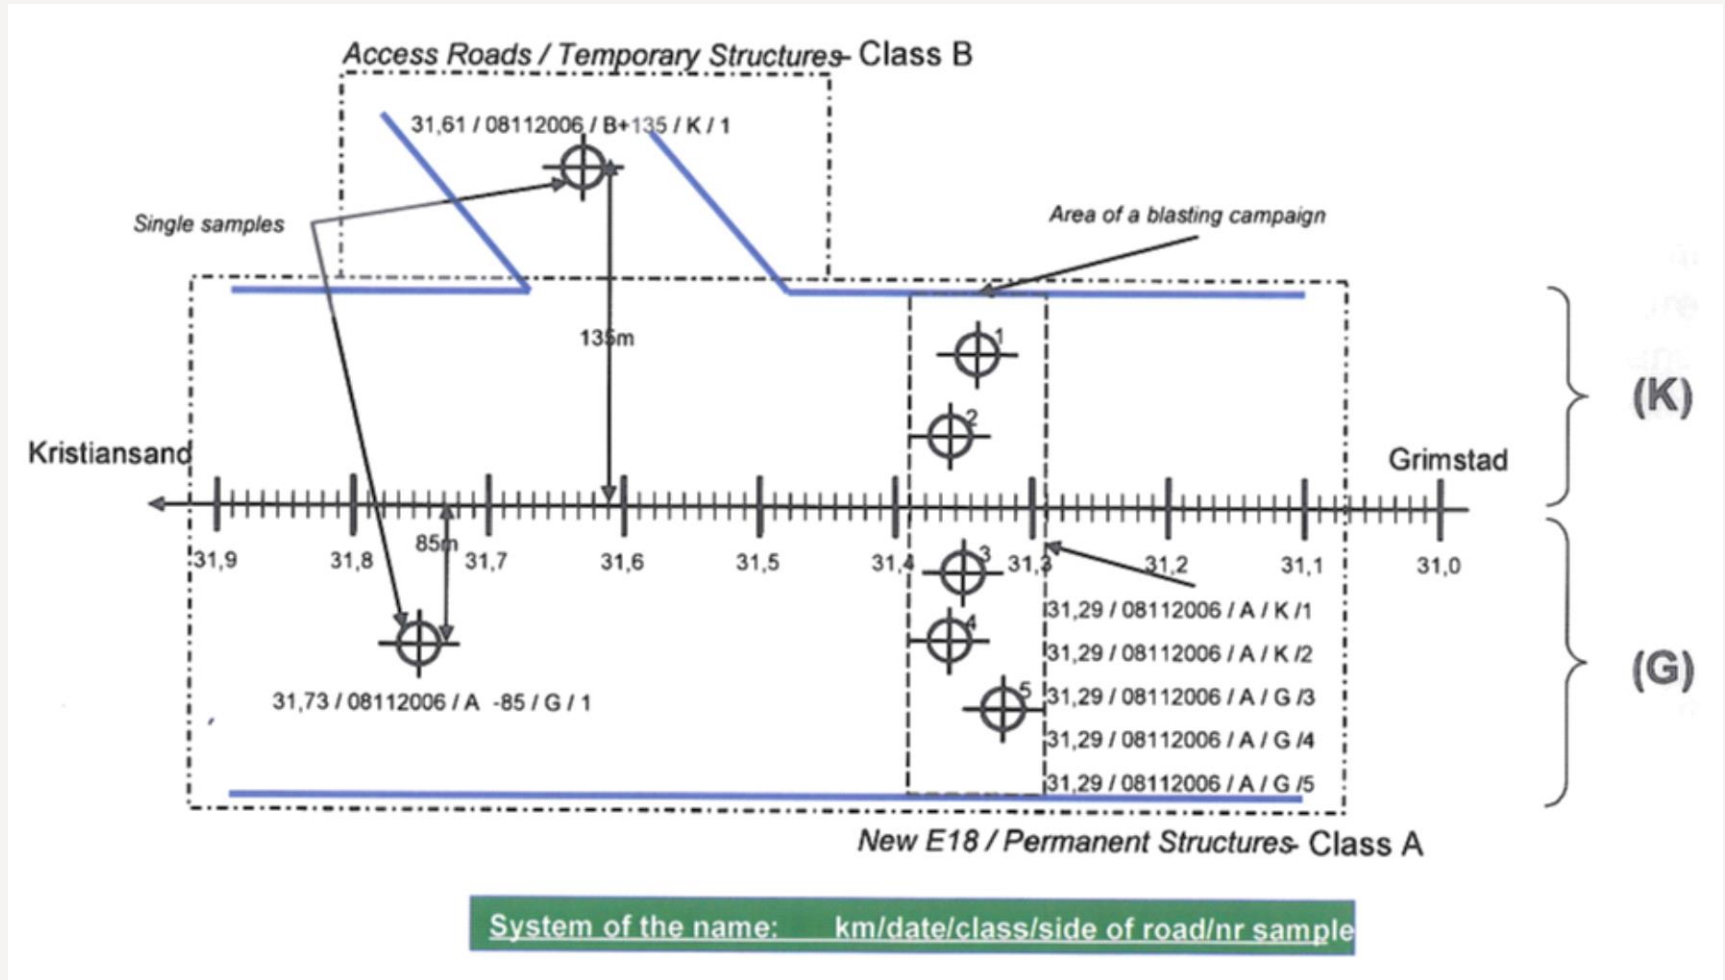 Access Roads / Temporary Structures- Class B
31,61 / 08112006 / B+135 / K / 1
Single samples
Area of a blasting campaign
1
135m
2
(K)
Kristiansand
Grimstad
85m
31,9 31,8 31,7 31,6 31,5 31,4 31,3 31,2 31,1 31,0
3
31,29 / 08112006 / A / K /1
4
31,29 / 08112006 / A / K /2
(G)
5
31,29 / 08112006 / A / G /3
31,73 / 08112006 / A -85 / G / 1
31,29 / 08112006 / A / G /4
31,29 / 08112006 / A / G /5
New E18 / Permanent Structures- Class A
System of the name: km/date/class/side of road/nr sample